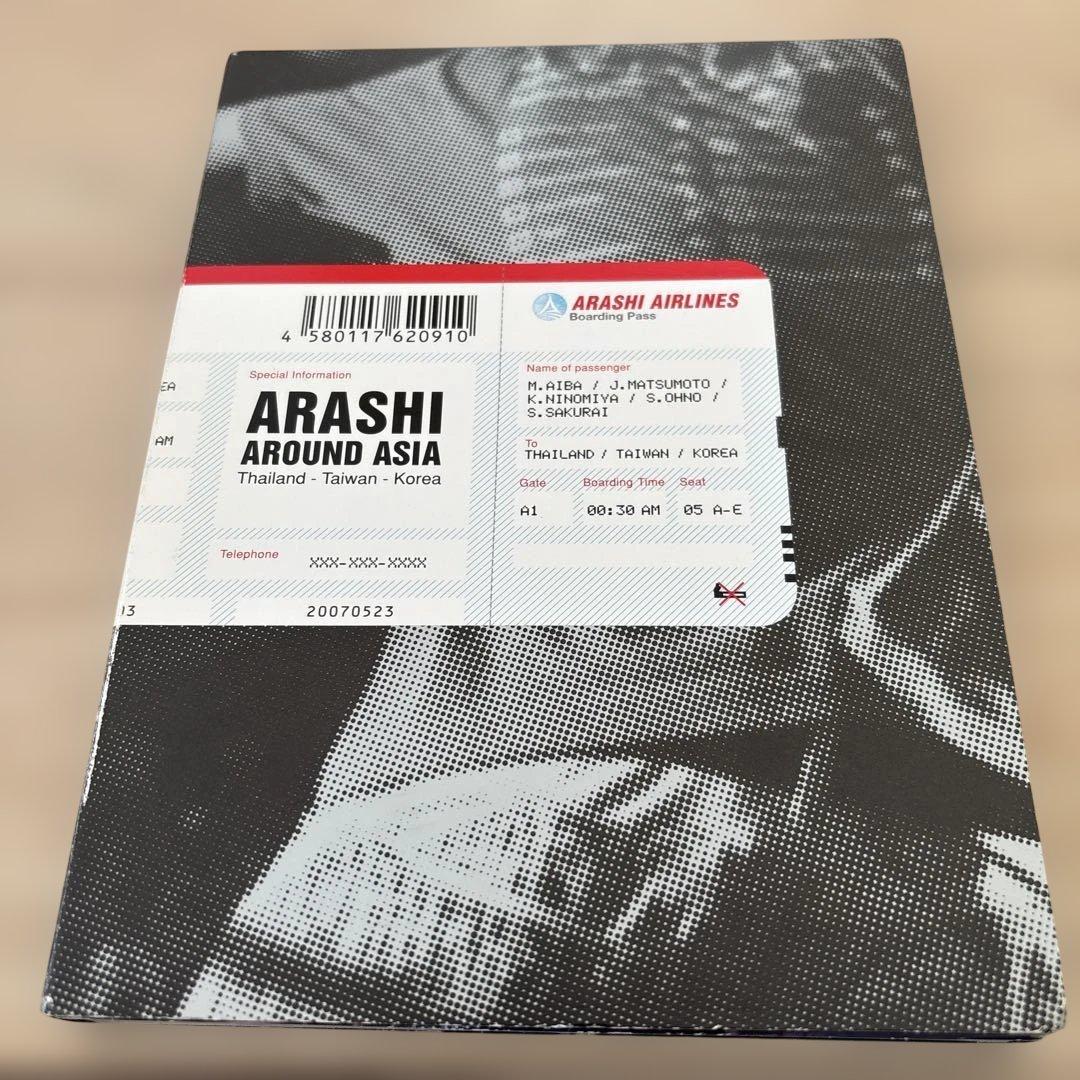 4 580117 620910
ARASHI AIRLINES
Boarding Pass
EA
AM
Special Information
ARASHI
AROUND ASIA
Thailand - Taiwan - Korea
Name of passenger
M.AIBA / J.MATSUMOTO /
K.NINOMIYA / S.OHNO /
S.SAKURAI
To
THAILAND / TAIWAN / KOREA
Gate Boarding Time Seat
A1 00:30 AM 05 A-E
Telephone XXX-XXX-XXXX
20070523